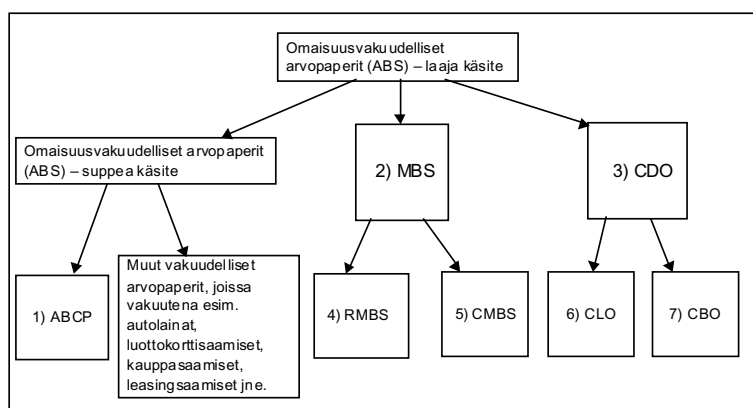 Omaisuusvakuudelliset
arvopaperit (ABS) – laaja käsite
Omaisuusvakuudelliset arvopaperit
(ABS) – suppea käsite
2) MBS
3) CDO
1) ABCP
Muut vakuudelliset
arvopaperit, joissa
vakuutena esim.
autolainat,
luottokorttisaamiset,
kauppasaamiset,
leasingsaamiset jne.
4) RMBS
5) CMBS
6) CLO
7) CBO